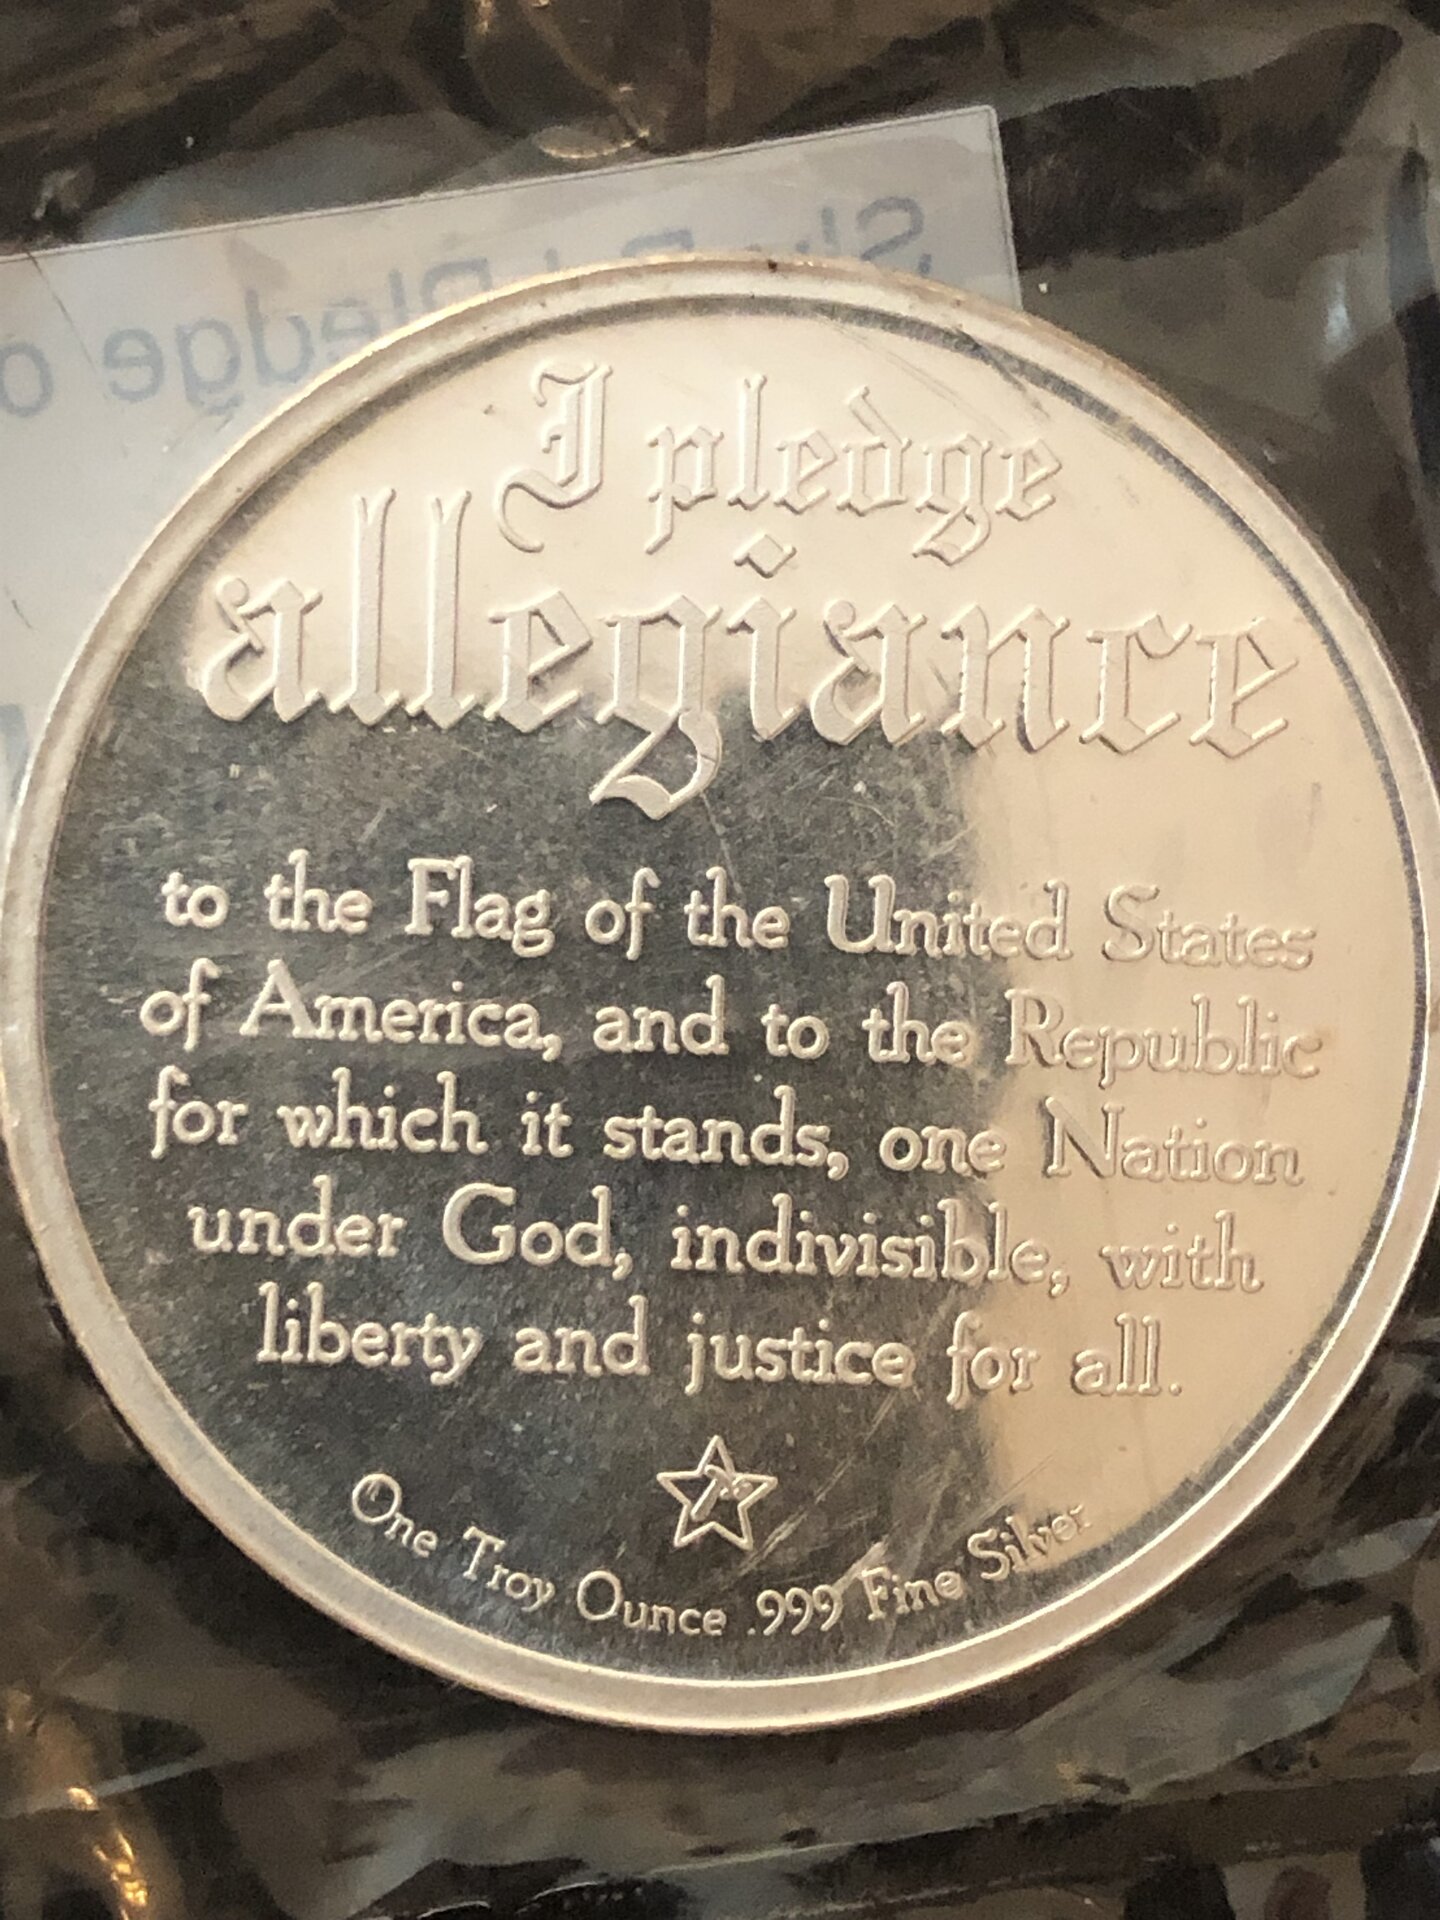 Pledge o
I pledge
allegiance
to the Flag of the United States
of America, and to the Republic
for which it stands, one Nation
under God, indivisible, with
liberty and justice for all.
One Troy Ounce .999 Fine Silver